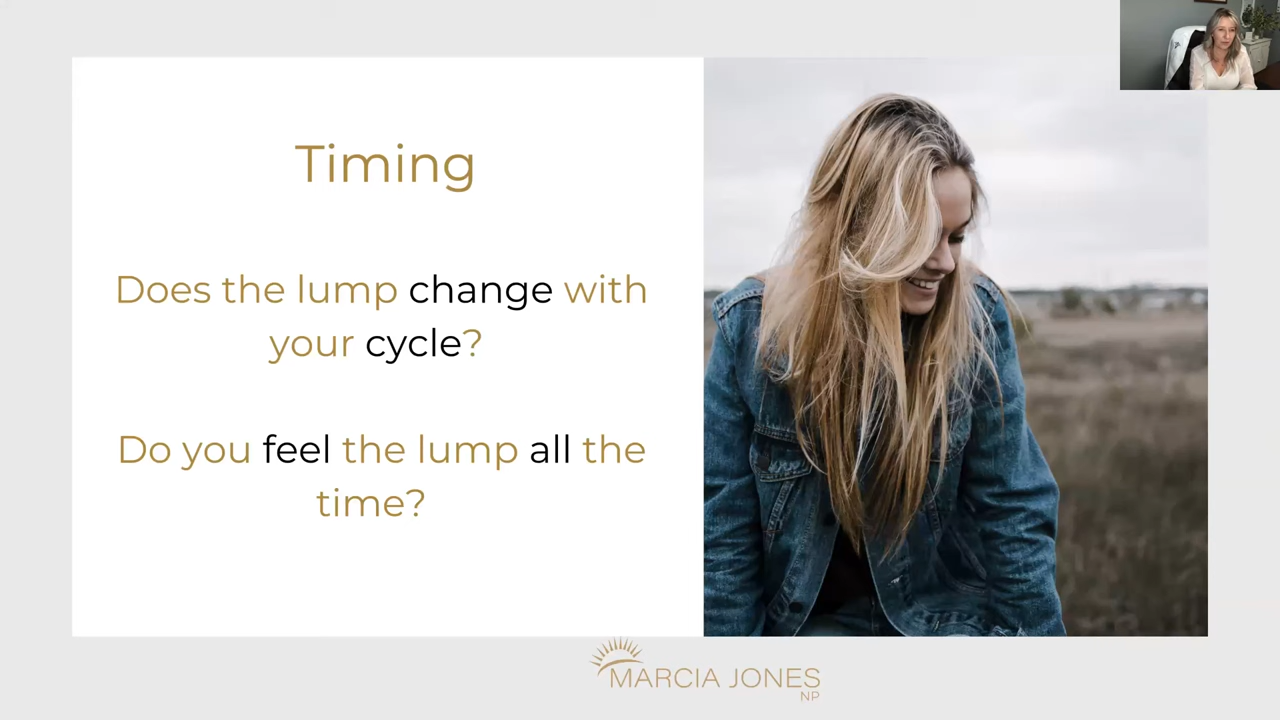 Timing
Does the lump change with
your cycle?
Do you feel the lump all the
time?
MARCIA JONES
NP